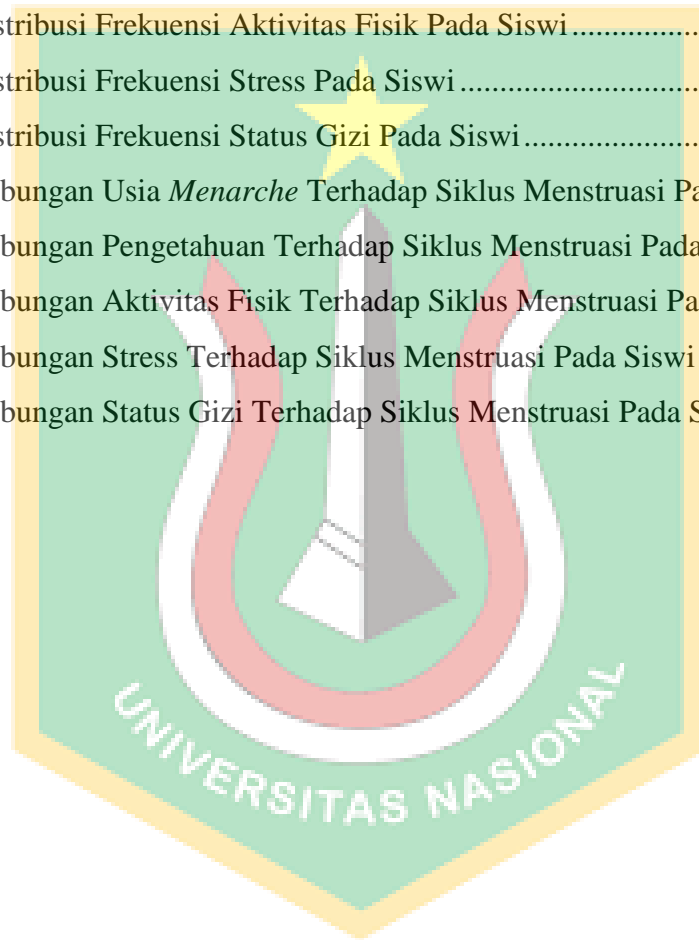 stribusi Frekuensi Aktivitas Fisik Pada Siswi.................
stribusi Frekuensi Stress Pada Siswi..............................
stribusi Frekuensi Status Gizi Pada Siswi......................
bungan Usia Menarche Terhadap Siklus Menstruasi Pa
bungan Pengetahuan Terhadap Siklus Menstruasi Pada
bungan Aktivitas Fisik Terhadap Siklus Menstruasi Pa
bungan Stress Terhadap Siklus Menstruasi Pada Siswi
bungan Status Gizi Terhadap Siklus Menstruasi Pada S
UNIVERSITAS NASIONAL